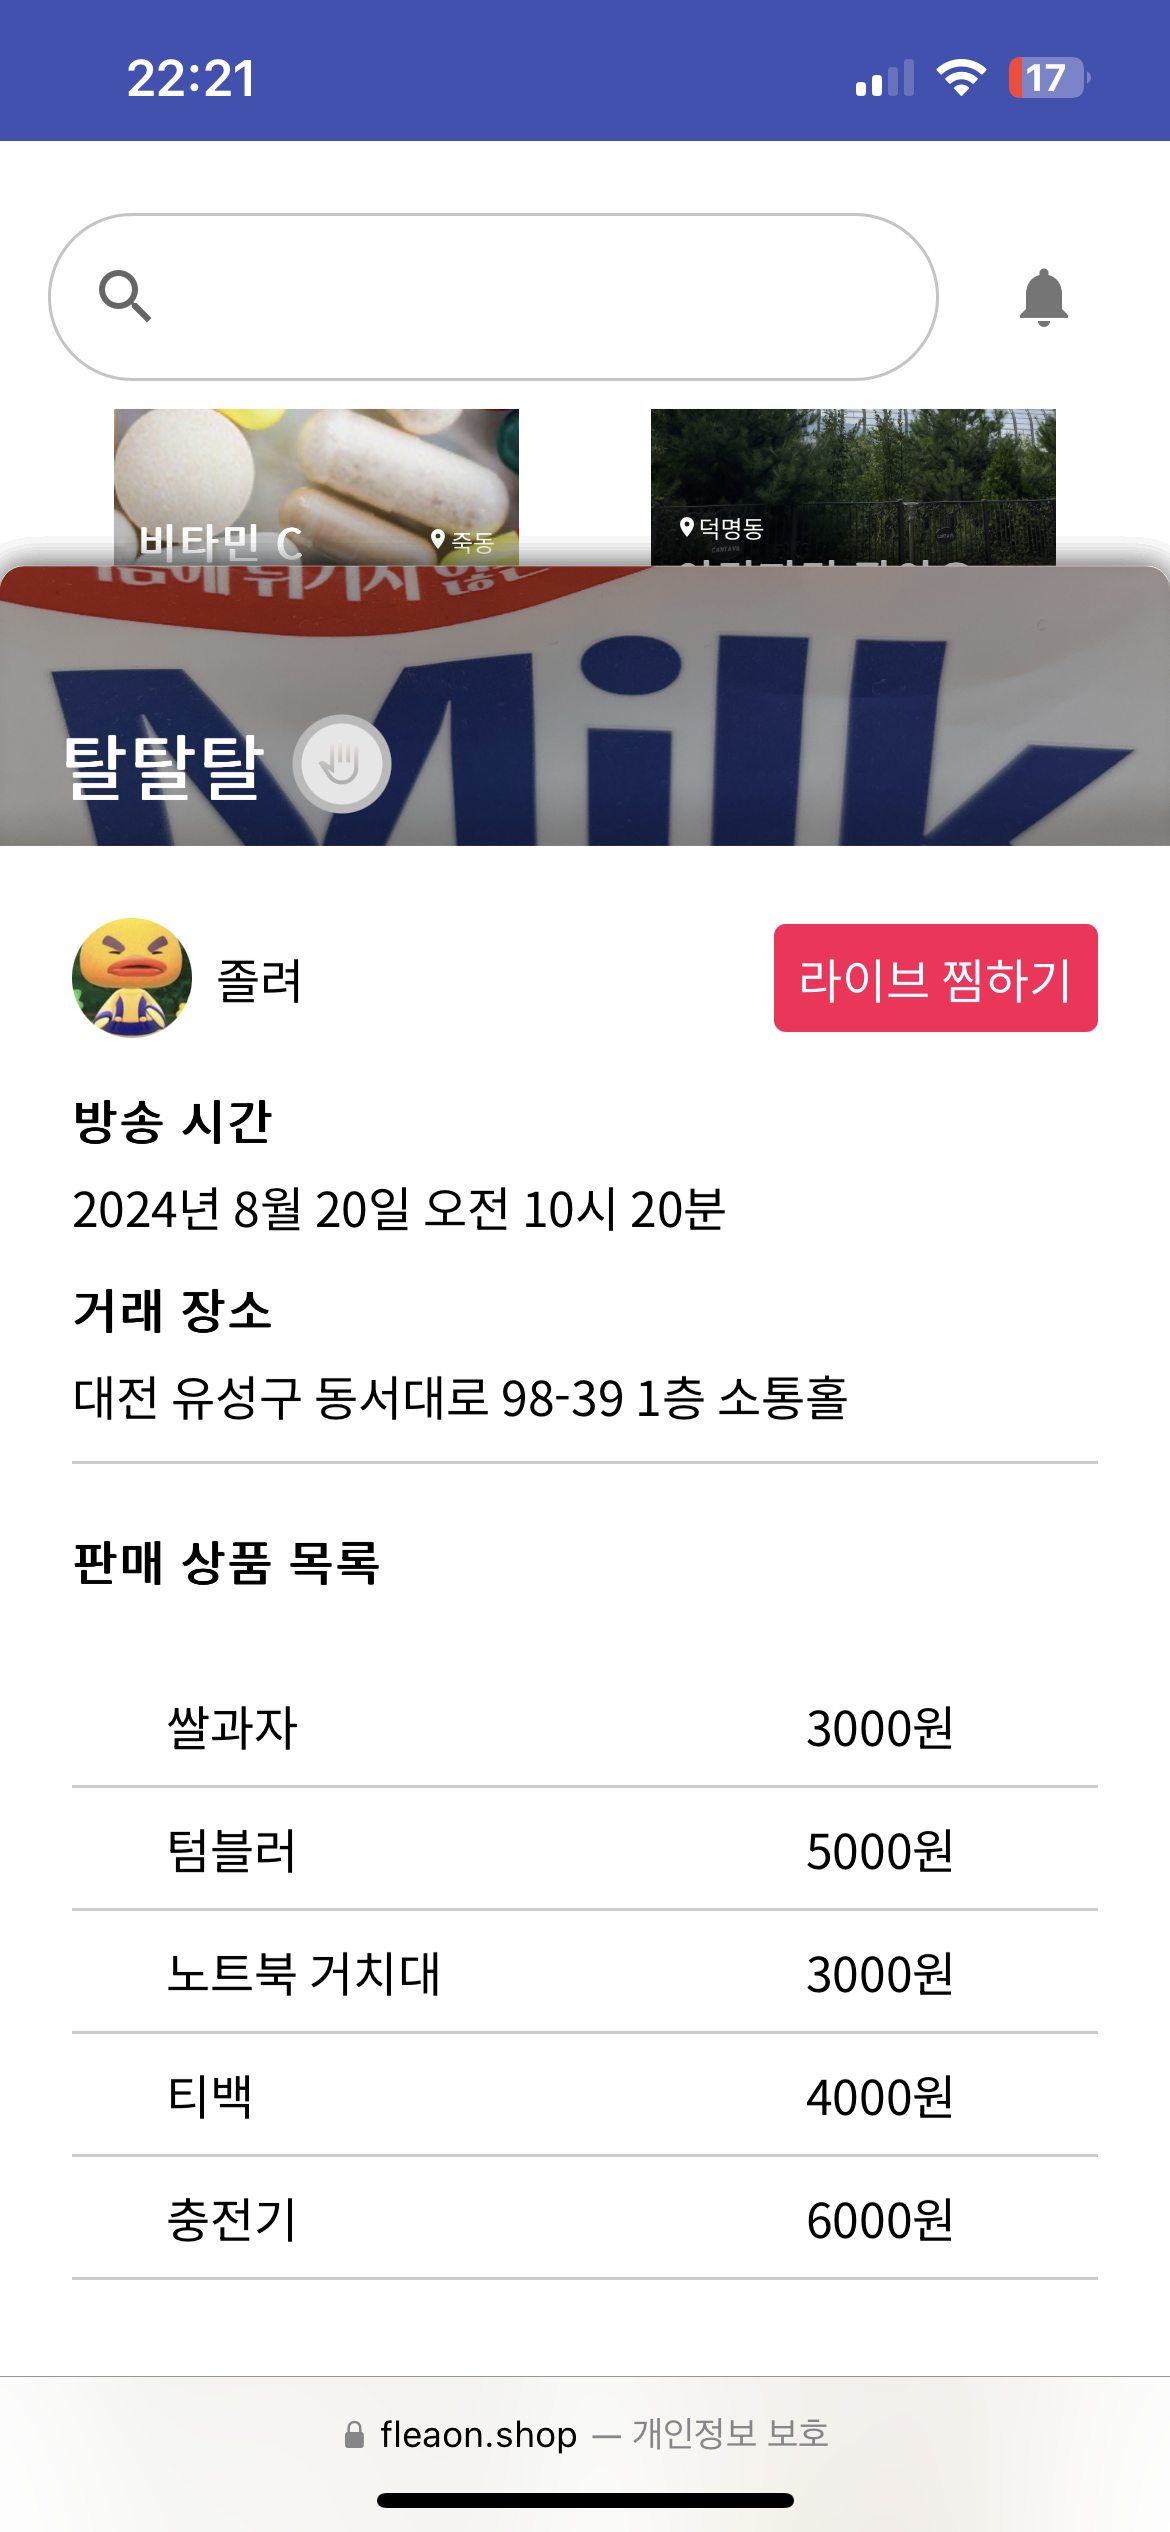 22:21
17
비타민 C
죽동
덕명동
Milk
탈탈탈
졸려
라이브 찜하기
방송 시간
2024년 8월 20일 오전 10시 20분
거래 장소
대전 유성구 동서대로 98-39 1층 소통홀
판매 상품 목록
쌀과자 3000원
텀블러 5000원
노트북 거치대 3000원
티백 4000원
충전기 6000원
fleaon.shop — 개인정보 보호